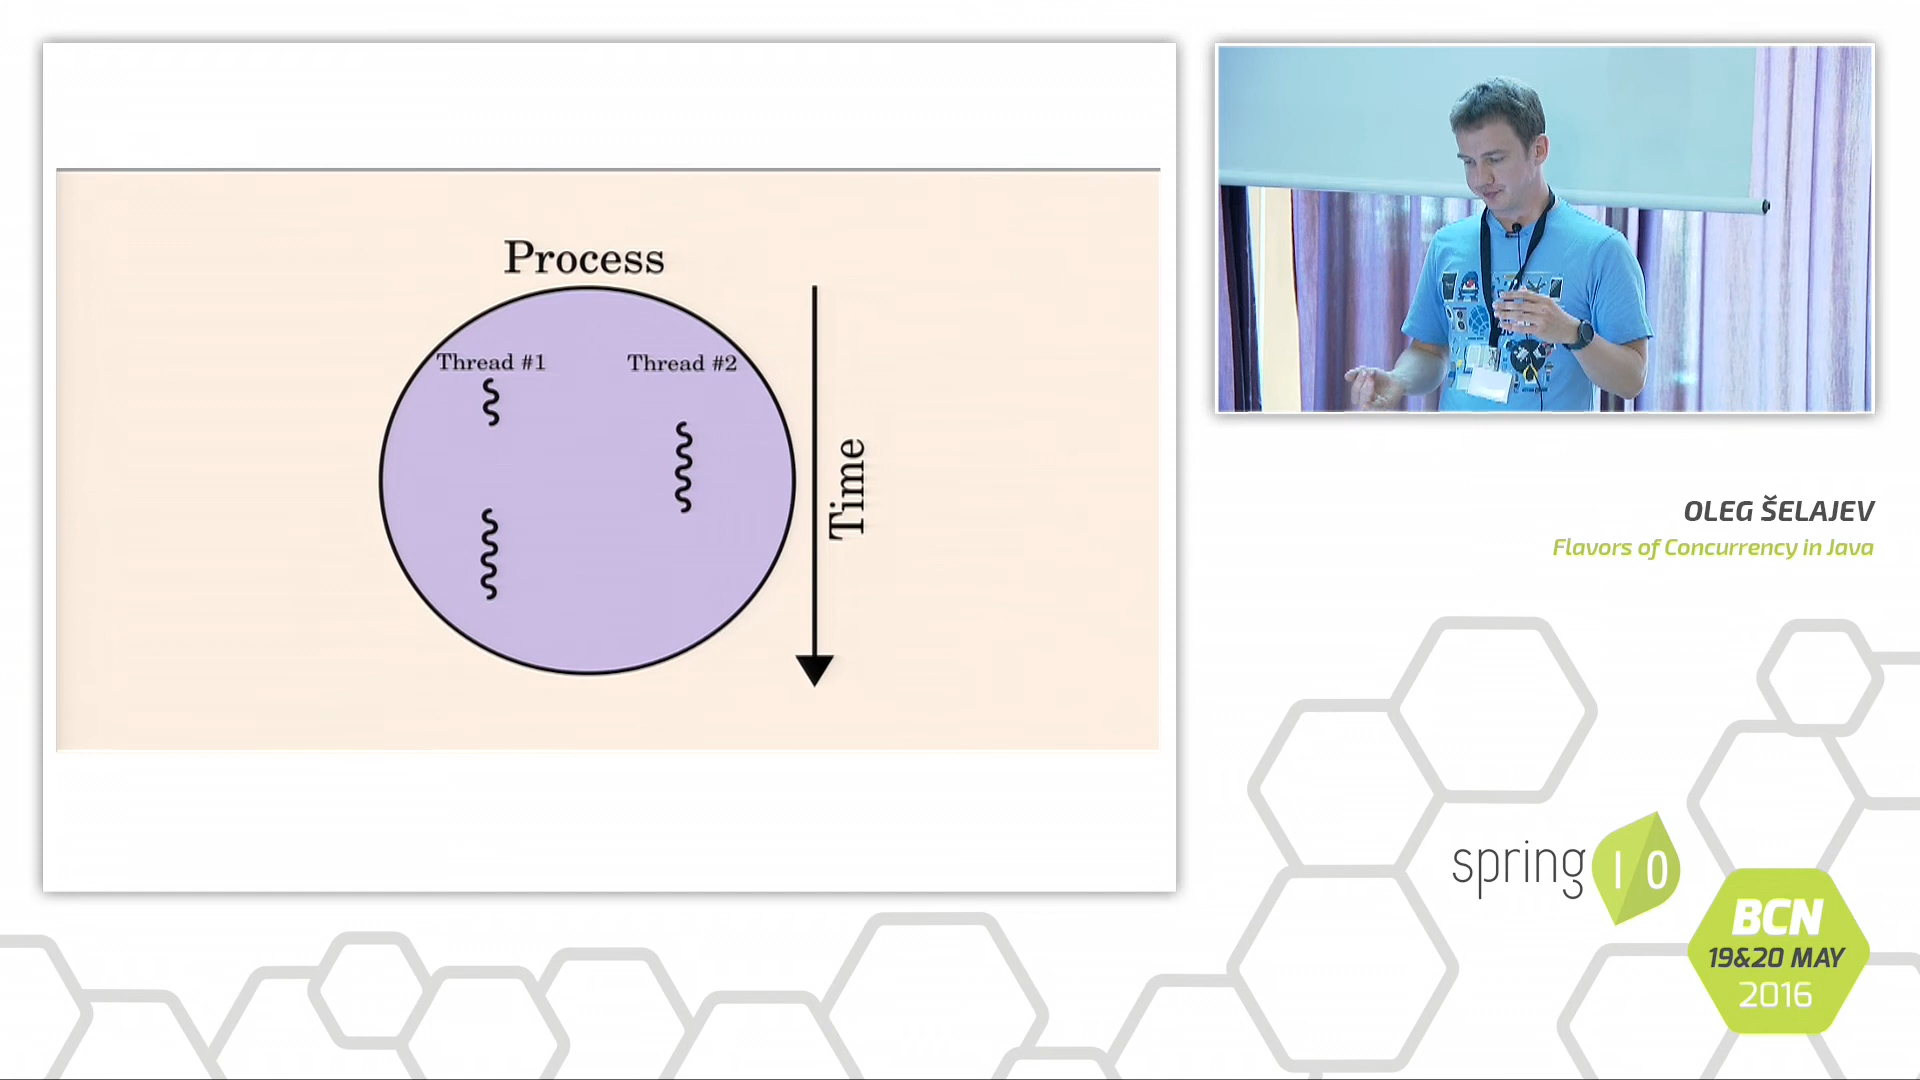 Process
Thread #1
Thread #2
Time
OLEG ŠELAJEV
Flavors of Concurrency in Java
spring I O
BCN
19&20 MAY
2016